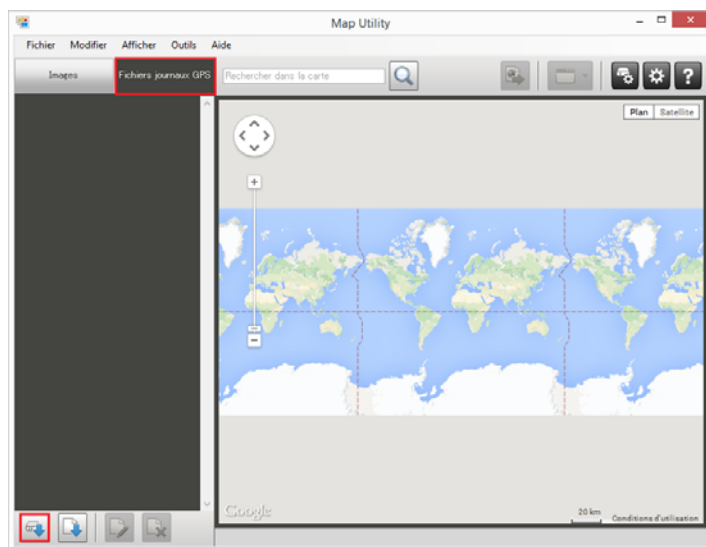 Map Utility
Fichier Modifier Afficher Outils Aide
Images Fichiers journaux GPS Rechercher dans la carte
Plan Satellite
Google
20 km Conditions d'utilisation